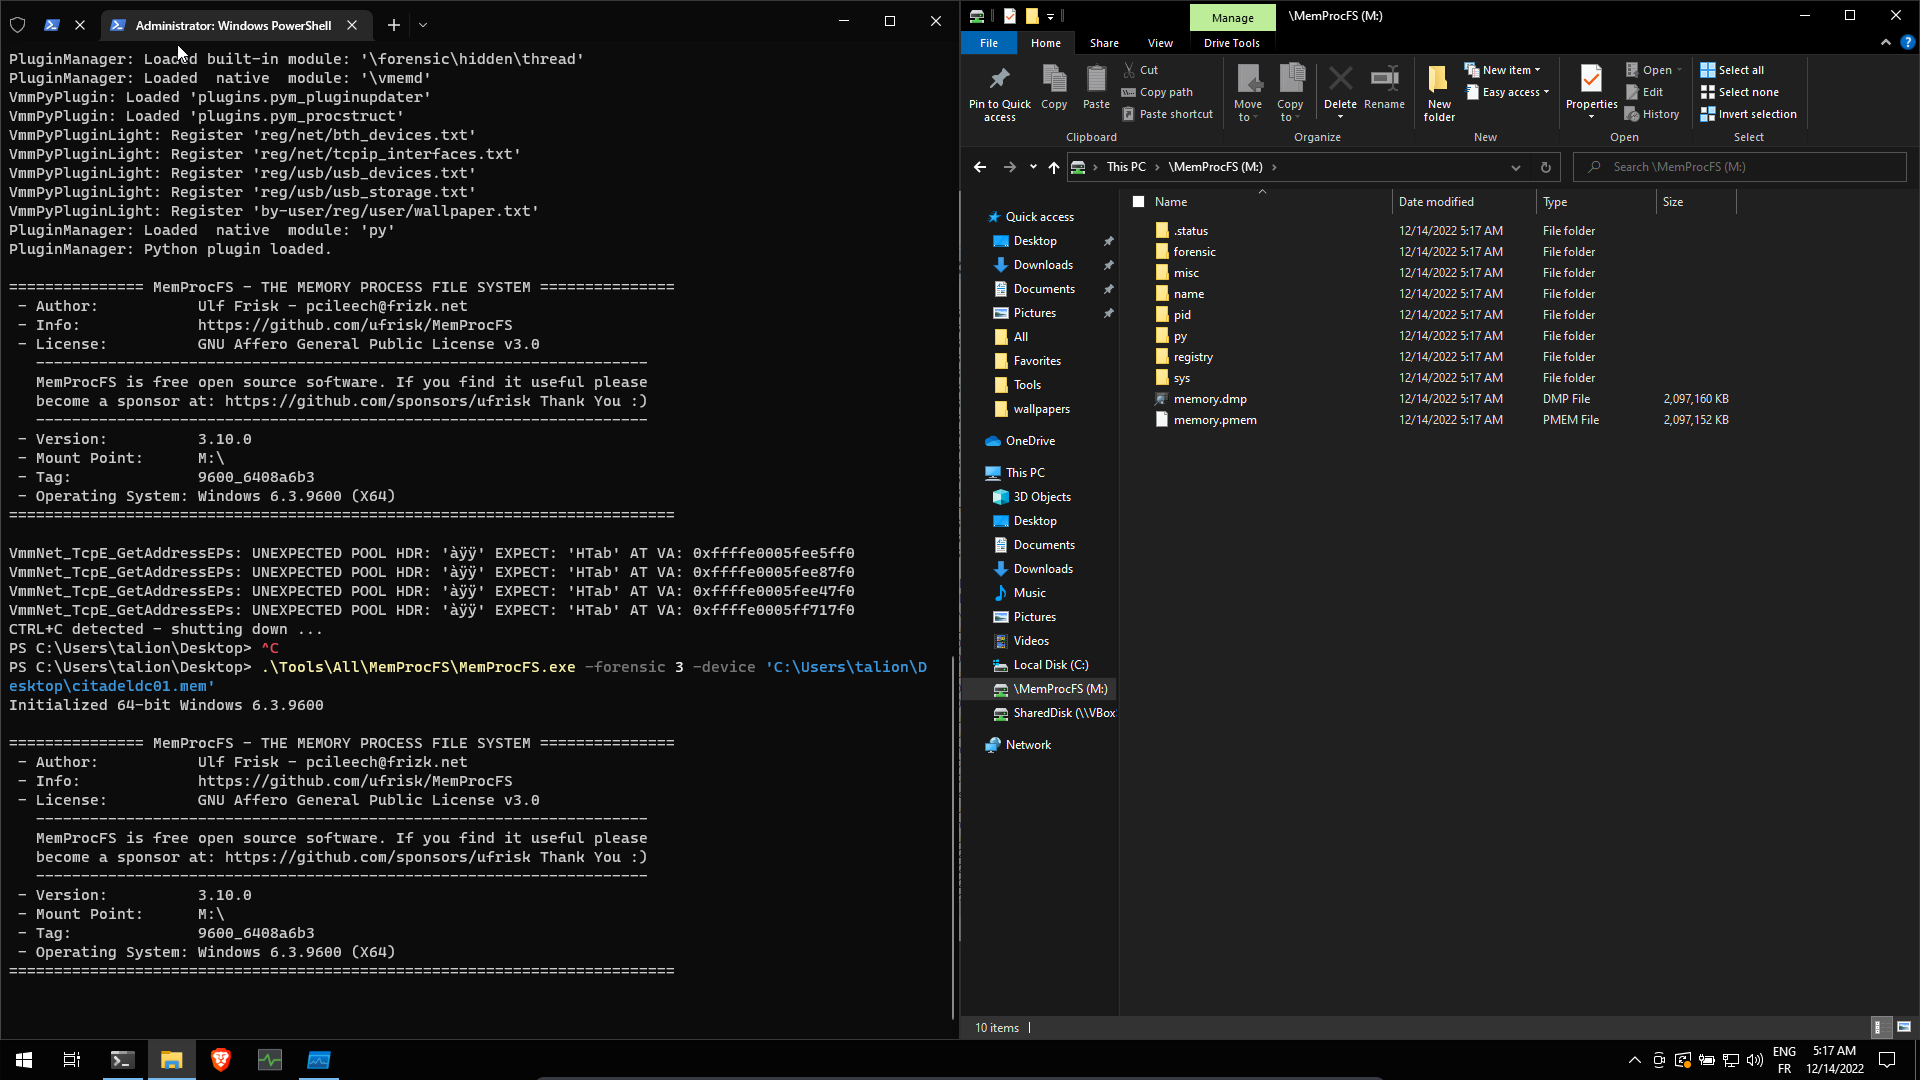 Administrator: Windows PowerShell
PluginManager: Loaded built-in module: '\forensic\hidden\thread'
PluginManager: Loaded  native  module: '\vmemd'
VmmPyPlugin: Loaded 'plugins.pym_pluginupdater'
VmmPyPlugin: Loaded 'plugins.pym_procstruct'
VmmPyPluginLight: Register 'reg/net/bth_devices.txt'
VmmPyPluginLight: Register 'reg/net/tcpip_interfaces.txt'
VmmPyPluginLight: Register 'reg/usb/usb_devices.txt'
VmmPyPluginLight: Register 'reg/usb/usb_storage.txt'
VmmPyPluginLight: Register 'by-user/reg/user/wallpaper.txt'
PluginManager: Loaded  native  module: 'py'
PluginManager: Python plugin loaded.
=============== MemProcFS - THE MEMORY PROCESS FILE SYSTEM ===============
- Author:           Ulf Frisk - pcileech@frizk.net
- Info:             https://github.com/ufrisk/MemProcFS
- License:          GNU Affero General Public License v3.0
--------------------------------------------------------------------
MemProcFS is free open source software. If you find it useful please
become a sponsor at: https://github.com/sponsors/ufrisk Thank You :)
--------------------------------------------------------------------
- Version:          3.10.0
- Mount Point:      M:\
- Tag:              9600_6408a6b3
- Operating System: Windows 6.3.9600 (X64)
==========================================================================
VmmNet_TcpE_GetAddressEPs: UNEXPECTED POOL HDR: 'àÿÿ' EXPECT: 'HTab' AT VA: 0xffffe0005fee5ff0
VmmNet_TcpE_GetAddressEPs: UNEXPECTED POOL HDR: 'àÿÿ' EXPECT: 'HTab' AT VA: 0xffffe0005fee87f0
VmmNet_TcpE_GetAddressEPs: UNEXPECTED POOL HDR: 'àÿÿ' EXPECT: 'HTab' AT VA: 0xffffe0005fee47f0
VmmNet_TcpE_GetAddressEPs: UNEXPECTED POOL HDR: 'àÿÿ' EXPECT: 'HTab' AT VA: 0xffffe0005ff717f0
CTRL+C detected - shutting down ...
PS C:\Users\talion\Desktop> ^C
PS C:\Users\talion\Desktop> .\Tools\All\MemProcFS\MemProcFS.exe -forensic 3 -device 'C:\Users\talion\D
esktop\citadeldc01.mem'
Initialized 64-bit Windows 6.3.9600
=============== MemProcFS - THE MEMORY PROCESS FILE SYSTEM ===============
- Author:           Ulf Frisk - pcileech@frizk.net
- Info:             https://github.com/ufrisk/MemProcFS
- License:          GNU Affero General Public License v3.0
--------------------------------------------------------------------
MemProcFS is free open source software. If you find it useful please
become a sponsor at: https://github.com/sponsors/ufrisk Thank You :)
--------------------------------------------------------------------
- Version:          3.10.0
- Mount Point:      M:\
- Tag:              9600_6408a6b3
- Operating System: Windows 6.3.9600 (X64)
==========================================================================
Manage \MemProcFS (M:)
File Home Share View Drive Tools
Pin to Quick access
Copy
Paste
Cut
Copy path
Paste shortcut
Clipboard
Move to
Copy to
Delete
Rename
Organize
New folder
New item
Easy access
New
Properties
Open
Edit
History
Open
Select all
Select none
Invert selection
Select
This PC > \MemProcFS (M:) >
Search \MemProcFS (M:)
Quick access
Desktop
Downloads
Documents
Pictures
All
Favorites
Tools
wallpapers
OneDrive
This PC
3D Objects
Desktop
Documents
Downloads
Music
Pictures
Videos
Local Disk (C:)
\MemProcFS (M:)
SharedDisk (\\VBox
Network
Name Date modified Type Size
.status 12/14/2022 5:17 AM File folder
forensic 12/14/2022 5:17 AM File folder
misc 12/14/2022 5:17 AM File folder
name 12/14/2022 5:17 AM File folder
pid 12/14/2022 5:17 AM File folder
py 12/14/2022 5:17 AM File folder
registry 12/14/2022 5:17 AM File folder
sys 12/14/2022 5:17 AM File folder
memory.dmp 12/14/2022 5:17 AM DMP File 2,097,160 KB
memory.pmem 12/14/2022 5:17 AM PMEM File 2,097,152 KB
10 items
ENG
FR
5:17 AM
12/14/2022